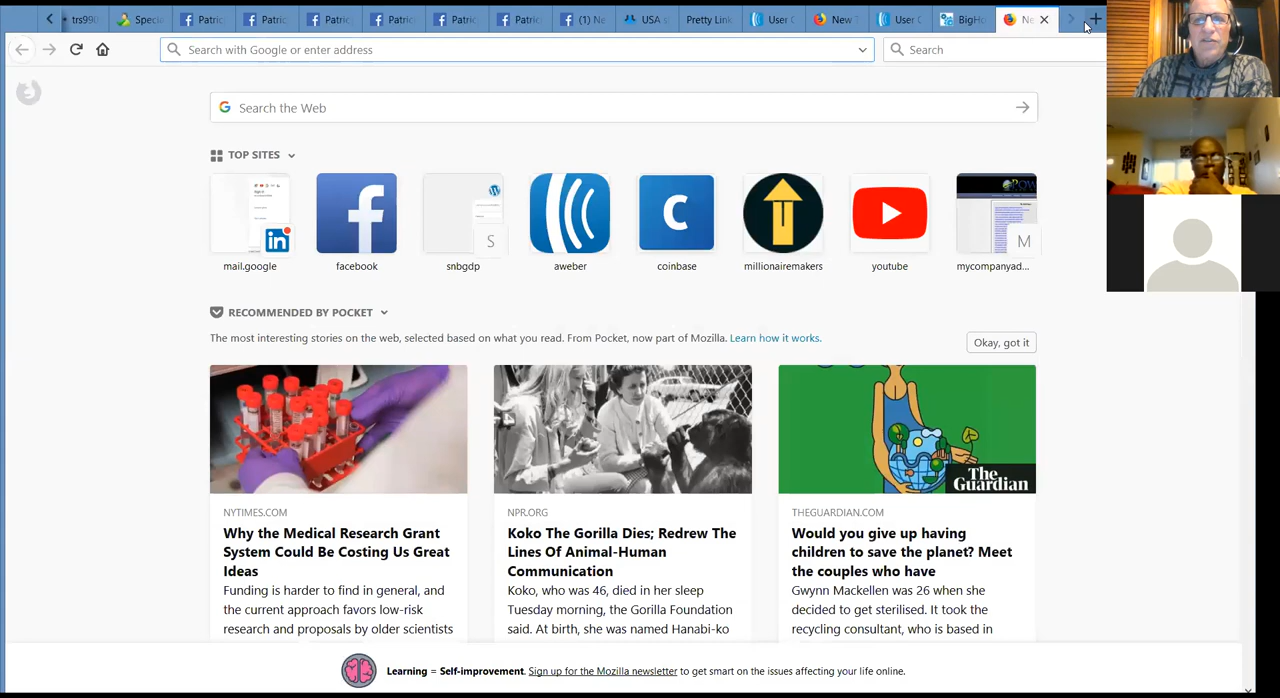 trs990
Specia
Patric
Patric
Patric
Patric
Patric
Patric
(1) Ne
USA s
Pretty Link
User C
New T
User C
BigHo
Ne
Search with Google or enter address
Search
Search the Web
TOP SITES
in
S
C
M
mail.google
facebook
snbgdp
aweber
coinbase
millionairemakers
youtube
mycompanyad...
RECOMMENDED BY POCKET
The most interesting stories on the web, selected based on what you read. From Pocket, now part of Mozilla. Learn how it works.
Okay, got it
The
Guardian
NYTIMES.COM
Why the Medical Research Grant
System Could Be Costing Us Great
Ideas
Funding is harder to find in general, and
the current approach favors low-risk
research and proposals by older scientists
NPR.ORG
Koko The Gorilla Dies; Redrew The
Lines Of Animal-Human
Communication
Koko, who was 46, died in her sleep
Tuesday morning, the Gorilla Foundation
said. At birth, she was named Hanabi-ko
THEGUARDIAN.COM
Would you give up having
children to save the planet? Meet
the couples who have
Gwynn Mackellen was 26 when she
decided to get sterilised. It took the
recycling consultant, who is based in
Learning = Self-improvement. Sign up for the Mozilla newsletter to get smart on the issues affecting your life online.